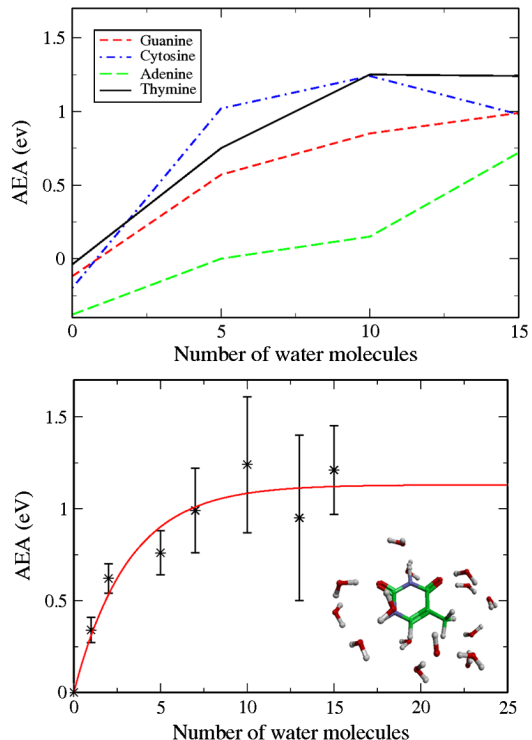 1.5
1
0.5
0
AEA (ev)
Guanine
Cytosine
Adenine
Thymine
0
5
10
15
Number of water molecules
1.5
1
0.5
0
AEA (eV)
0
5
10
15
20
25
Number of water molecules